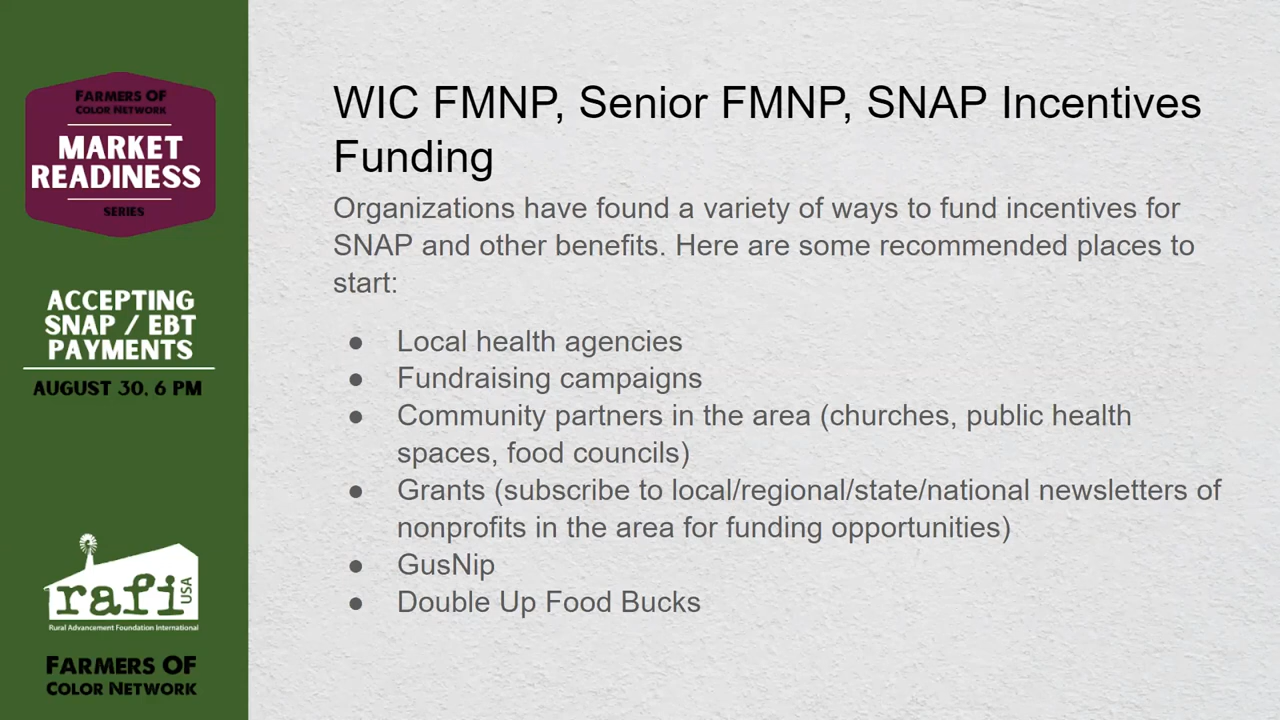 FARMERS OF
COLOR NETWORK
MARKET
READINESS
SERIES
ACCEPTING
SNAP / EBT
PAYMENTS
AUGUST 30, 6 PM
rafi
USA
Rural Advancement Foundation International
FARMERS OF
COLOR NETWORK
WIC FMNP, Senior FMNP, SNAP Incentives
Funding
Organizations have found a variety of ways to fund incentives for
SNAP and other benefits. Here are some recommended places to
start:
● Local health agencies
● Fundraising campaigns
● Community partners in the area (churches, public health
spaces, food councils)
● Grants (subscribe to local/regional/state/national newsletters of
nonprofits in the area for funding opportunities)
● GusNip
● Double Up Food Bucks